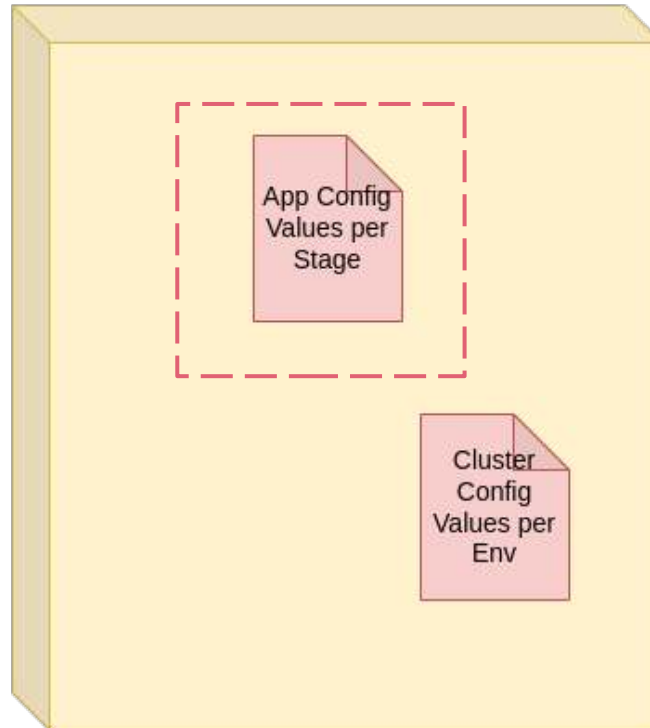 App Config
Values per
Stage
Cluster
Config
Values per
Env